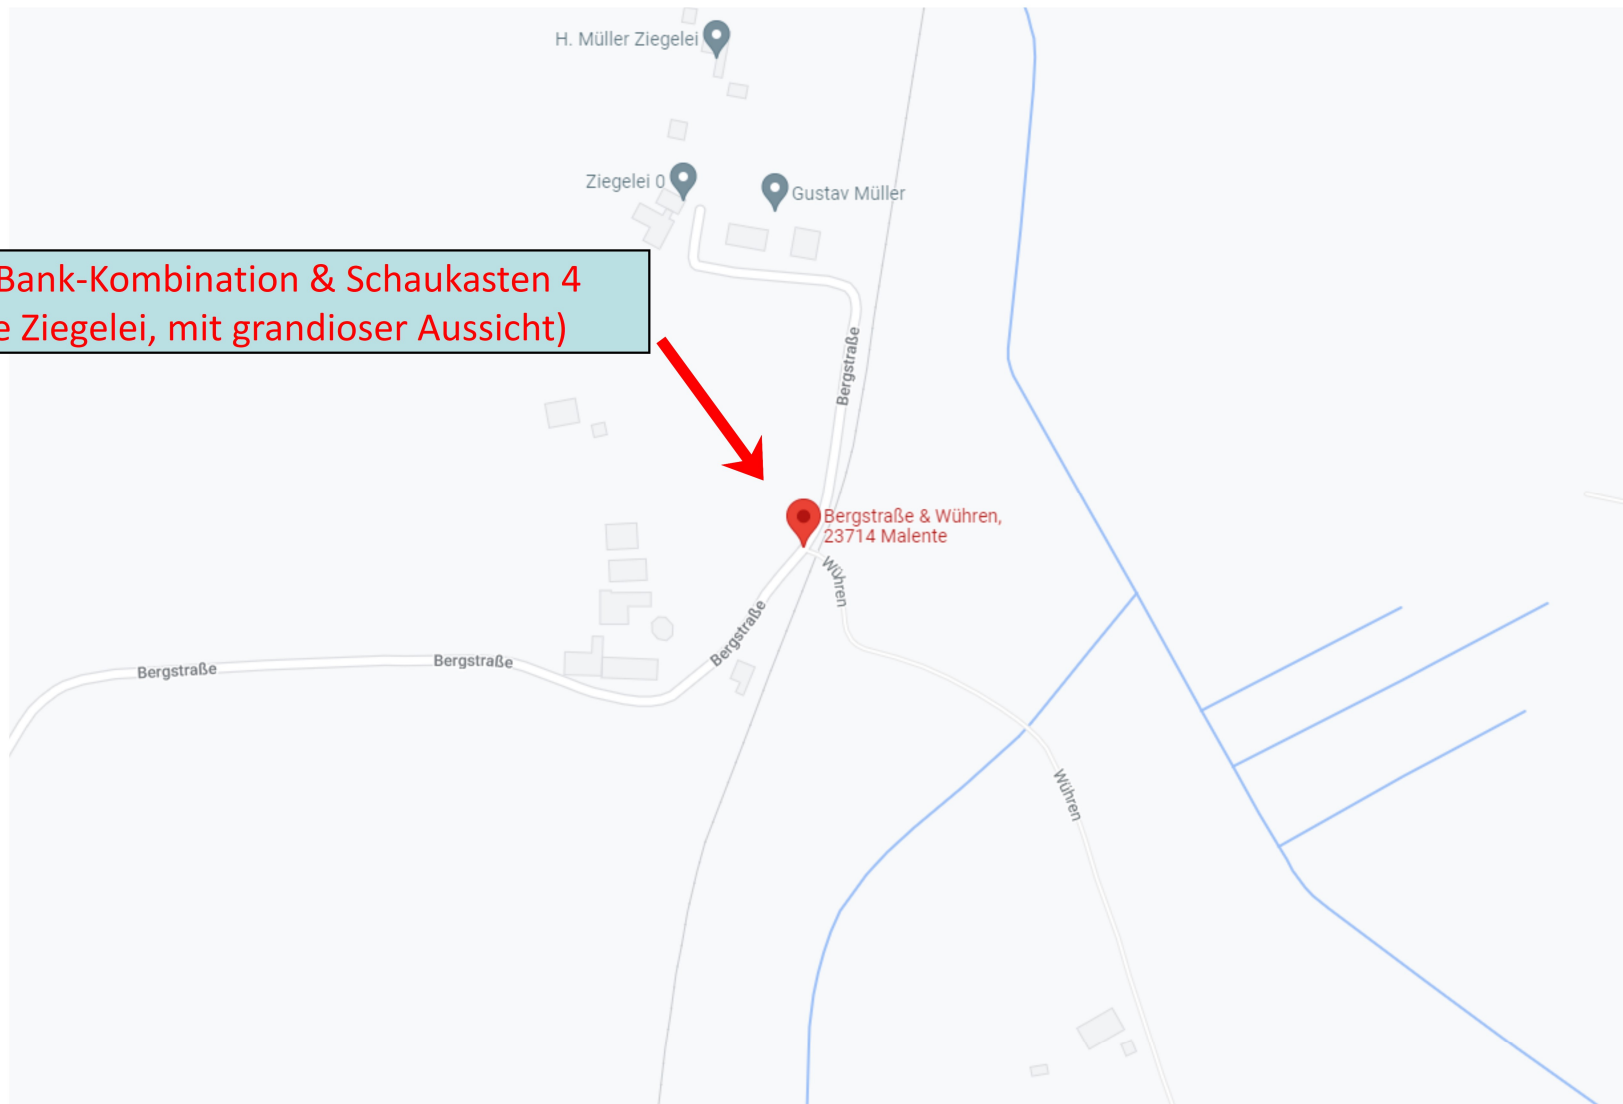 H. Müller Ziegelei
Ziegelei 0
Gustav Müller
Bank-Kombination & Schaukasten 4
Ziegelei, mit grandioser Aussicht)
Bergstraße
Bergstraße & Wühren,
23714 Malente
Wühren
Bergstraße
Bergstraße
Bergstraße
Wühren